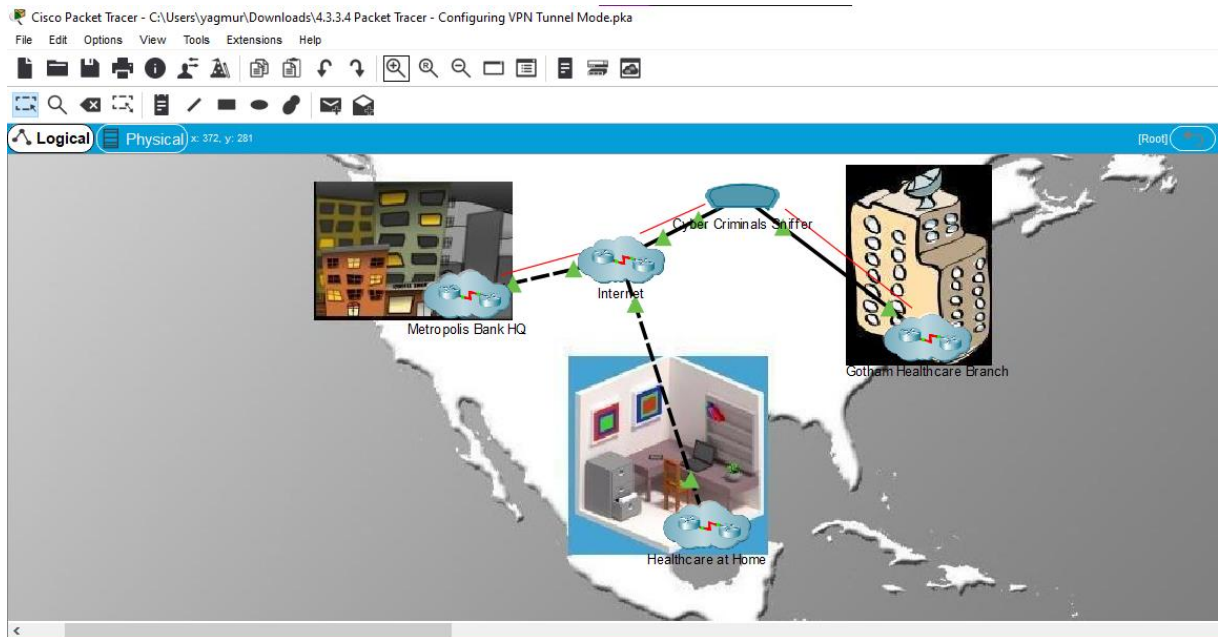 Cisco Packet Tracer - C:\Users\yagmur\Downloads\4.3.3.4 Packet Tracer - Configuring VPN Tunnel Mode.pka
File Edit Options View Tools Extensions Help
Logical Physical x: 372, y: 281 [Root]
Cyber Criminals Sniffer
Internet
Metropolis Bank HQ
Gotham Healthcare Branch
Healthcare at Home